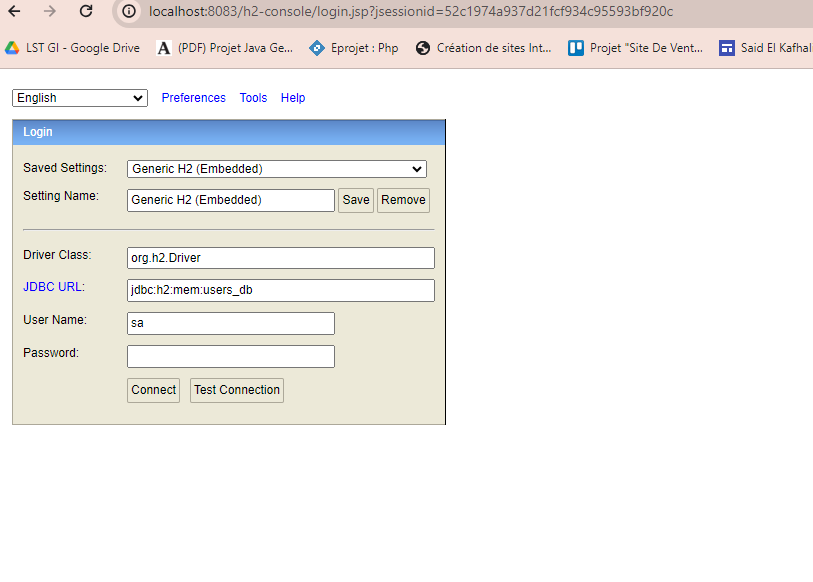 localhost:8083/h2-console/login.jsp?jsessionid=52c1974a937d21fcf934c95593bf920c
LST GI - Google Drive (PDF) Projet Java Ge... Eprojet : Php Création de sites Int... Projet "Site De Vent... Said El Kafhal
English Preferences Tools Help
Login
Saved Settings: Generic H2 (Embedded)
Setting Name: Generic H2 (Embedded) Save Remove
Driver Class: org.h2.Driver
JDBC URL: jdbc:h2:mem:users_db
User Name: sa
Password:
Connect Test Connection